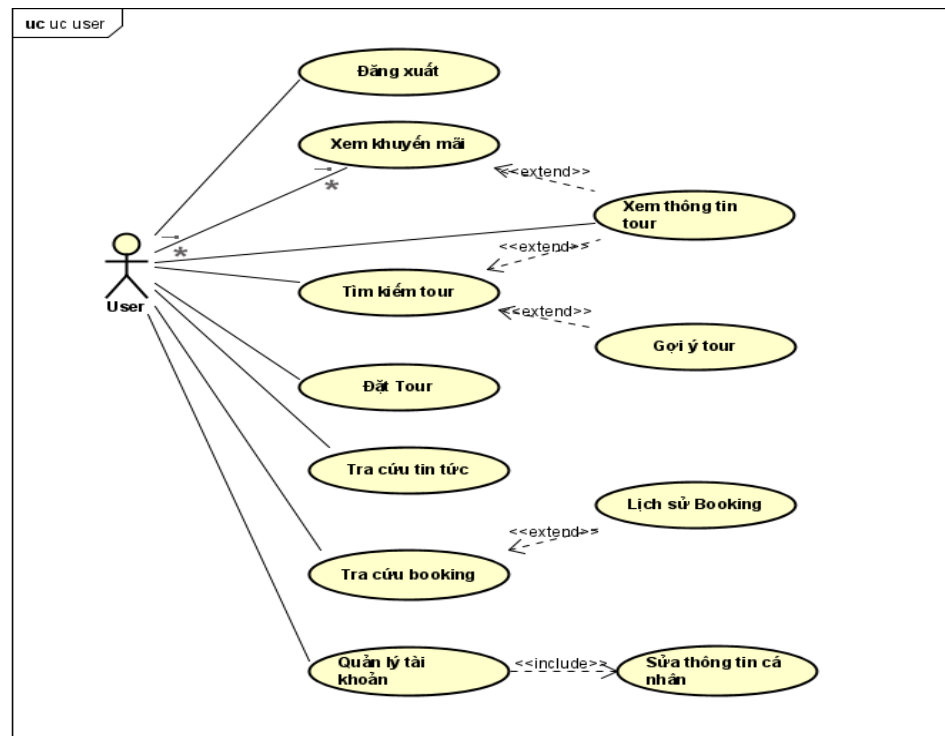 uc uc user
Đăng xuất
Xem khuyến mãi
*
<<extend>>
Xem thông tin
tour
*
<<extend>>
Tìm kiếm tour
User
<<extend>>
Gợi ý tour
Đặt Tour
Tra cứu tin tức
Lịch sử Booking
<<extend>>
Tra cứu booking
Quản lý tài
khoản
<<include>>
Sửa thông tin cá
nhân